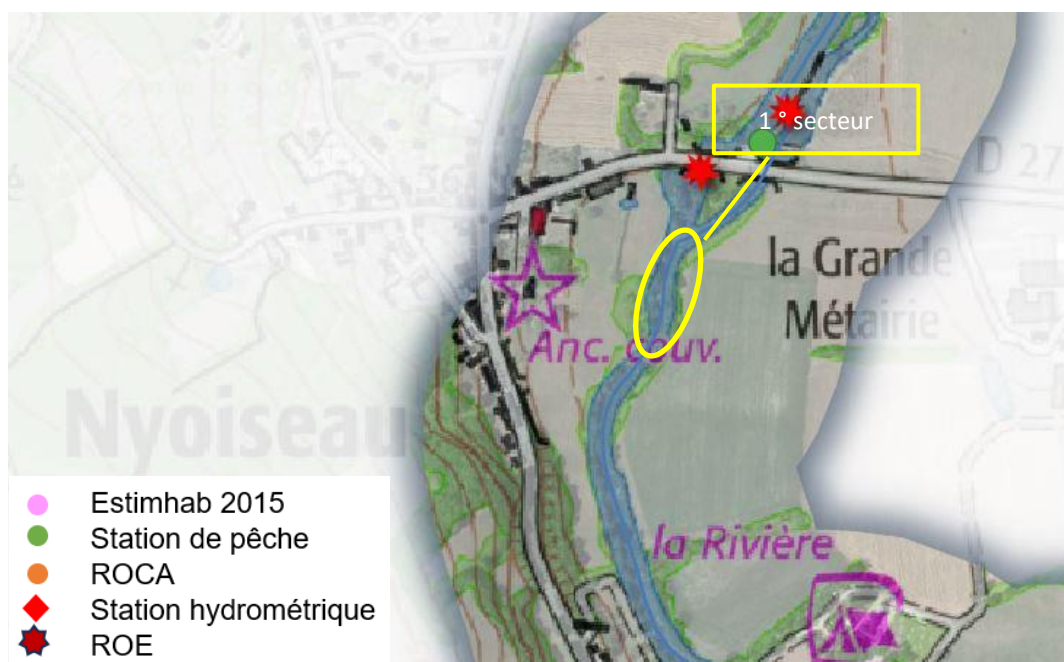 1 ° secteur
D 27
la Grande
Métairie
Anc. couv.
Nyoiseau
la Rivière
Estimhab 2015
Station de pêche
ROCA
Station hydrométrique
ROE